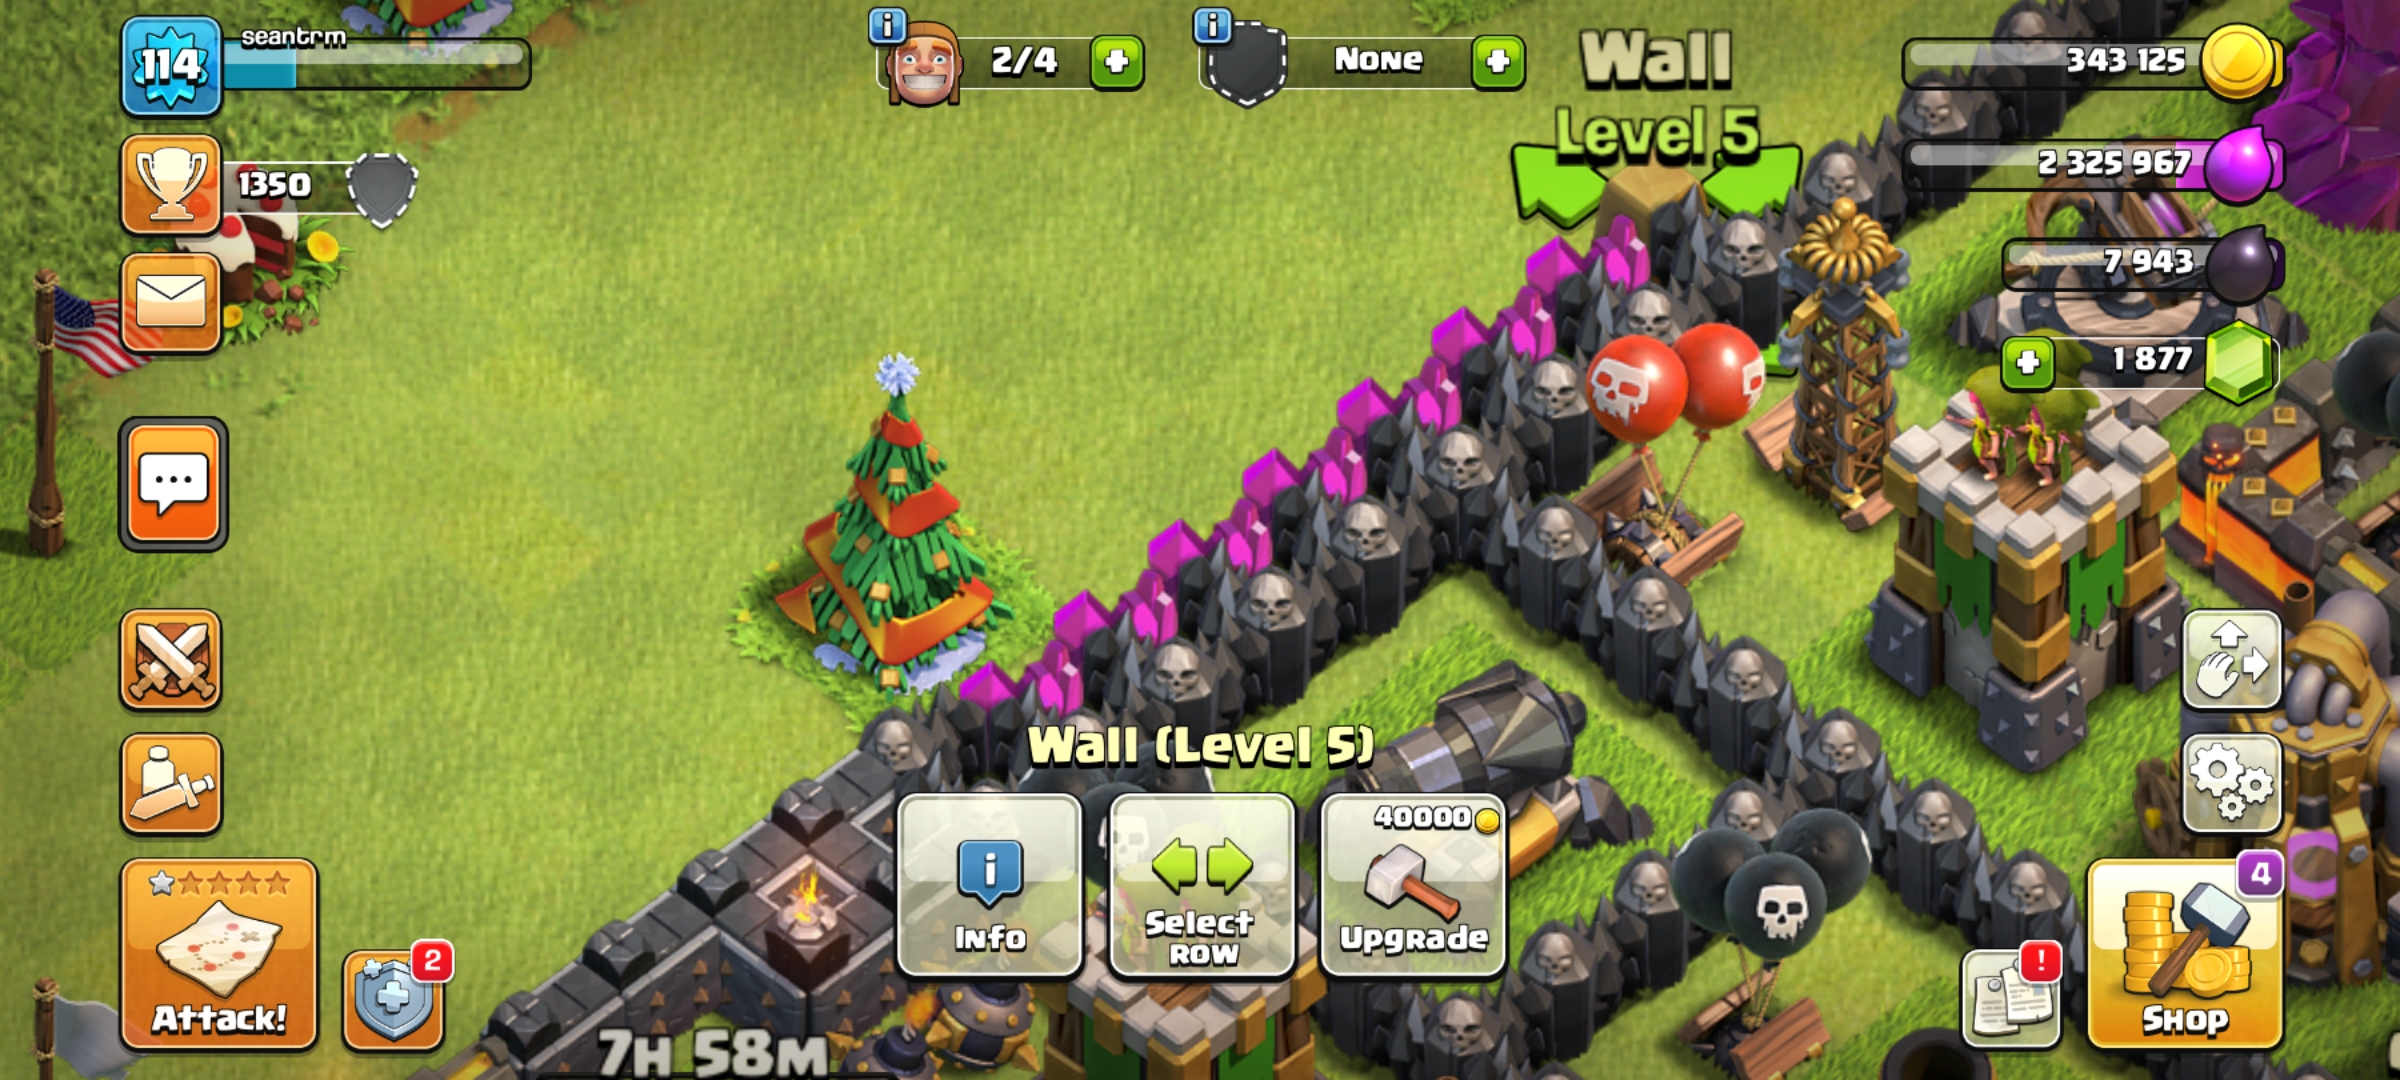 seantrm
114
2/4
None
Wall
Level 5
343 125
1350
2 325 967
7 943
1 877
Wall (Level 5)
40000
Info
Select
Row
Upgrade
4
Attack!
2
!
Shop
7H 58M